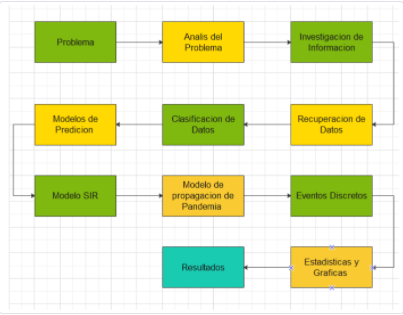 Problema
Analis del
Problema
Investigacion de
Informacion
Modelos de
Predicion
Clasificacion de
Datos
Recuperacion de
Datos
Modelo SIR
Modelo de
propagacion de
Pandemia
Eventos Discretos
Resultados
Estadisticas y
Graficas